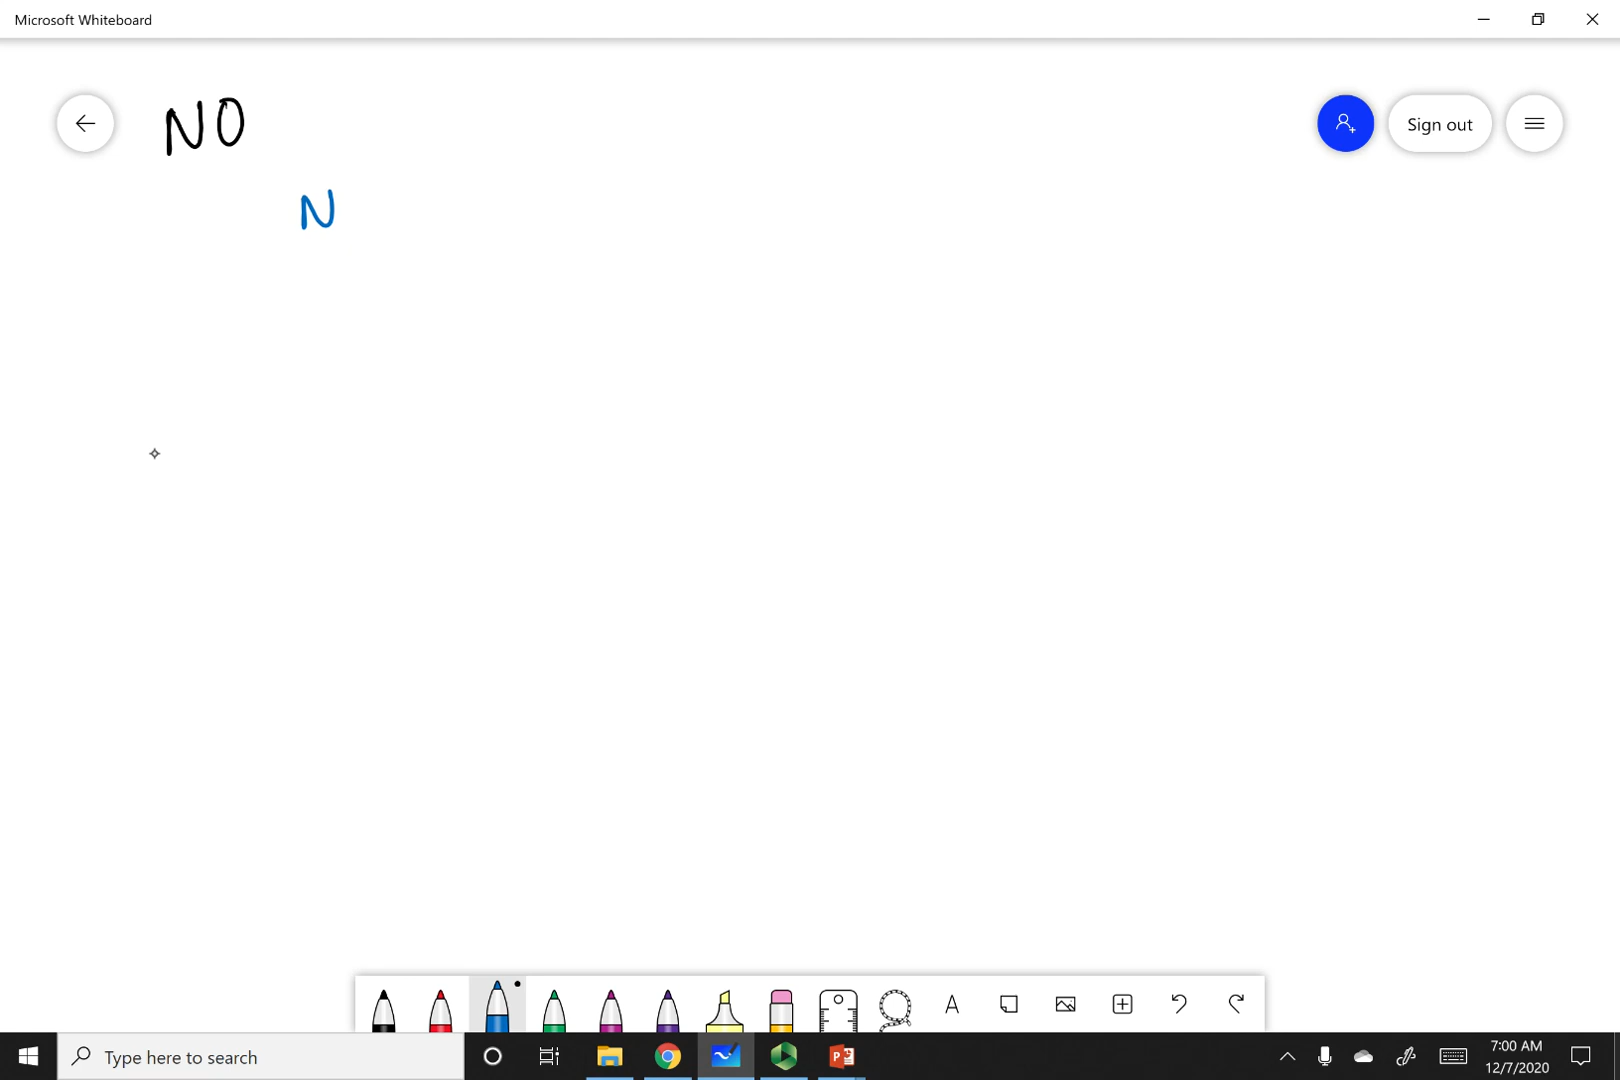 Microsoft Whiteboard
NO
Sign out
N
A
Type here to search
7:00 AM
12/7/2020